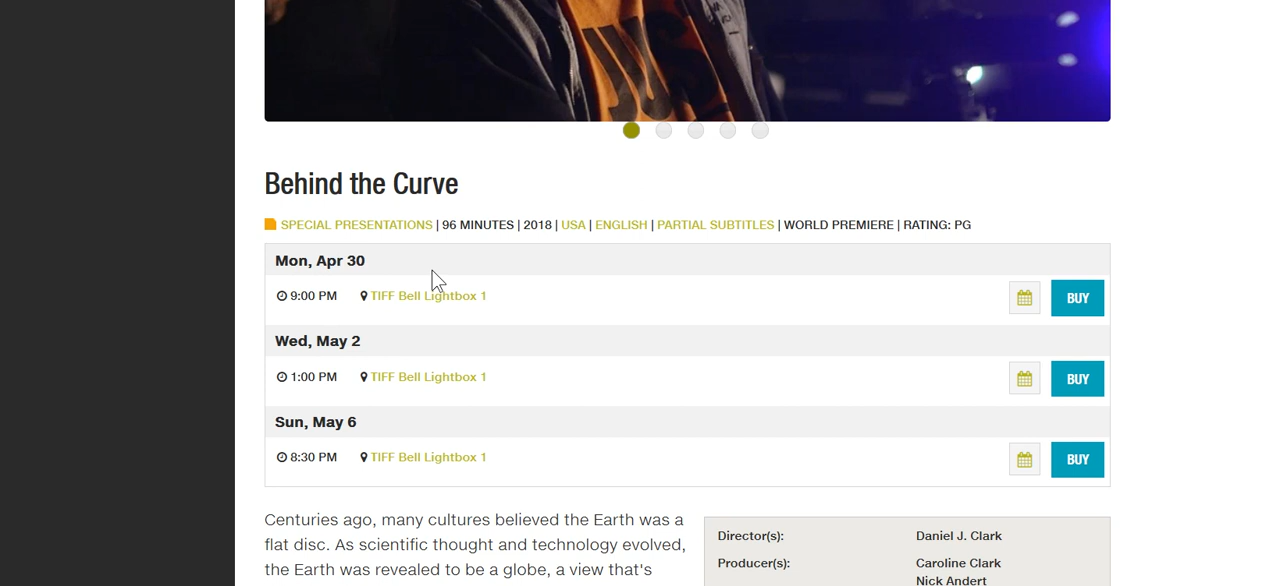 Behind the Curve
SPECIAL PRESENTATIONS | 96 MINUTES | 2018 | USA | ENGLISH | PARTIAL SUBTITLES | WORLD PREMIERE | RATING: PG
Mon, Apr 30
9:00 PM TIFF Bell Lightbox 1 BUY
Wed, May 2
1:00 PM TIFF Bell Lightbox 1 BUY
Sun, May 6
8:30 PM TIFF Bell Lightbox 1 BUY
Centuries ago, many cultures believed the Earth was a
flat disc. As scientific thought and technology evolved,
the Earth was revealed to be a globe, a view that's
Director(s): Daniel J. Clark
Producer(s): Caroline Clark
Nick Andert